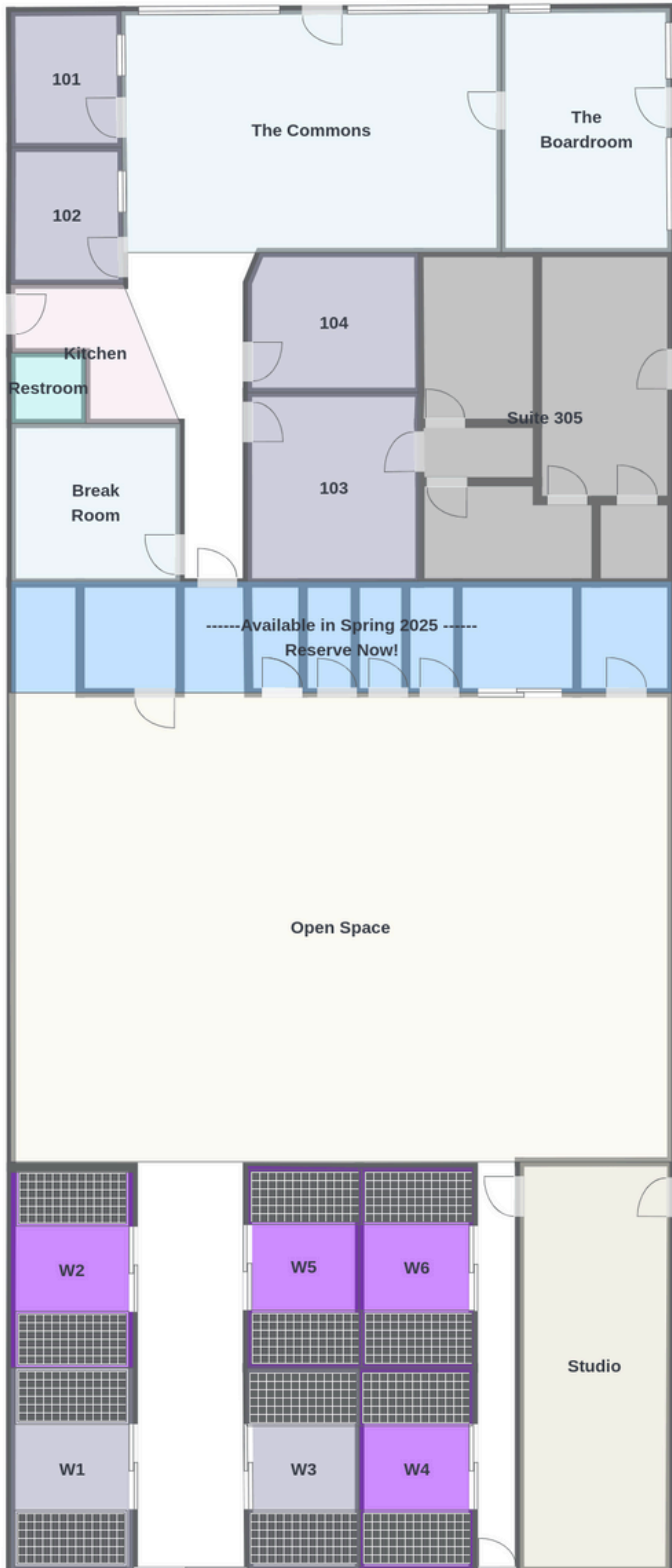 101
The Commons
The
Boardroom
102
104
Kitchen
Restroom
Suite 305
103
Break
Room
------Available in Spring 2025 ------
Reserve Now!
Open Space
W2
W5
W6
Studio
W1
W3
W4